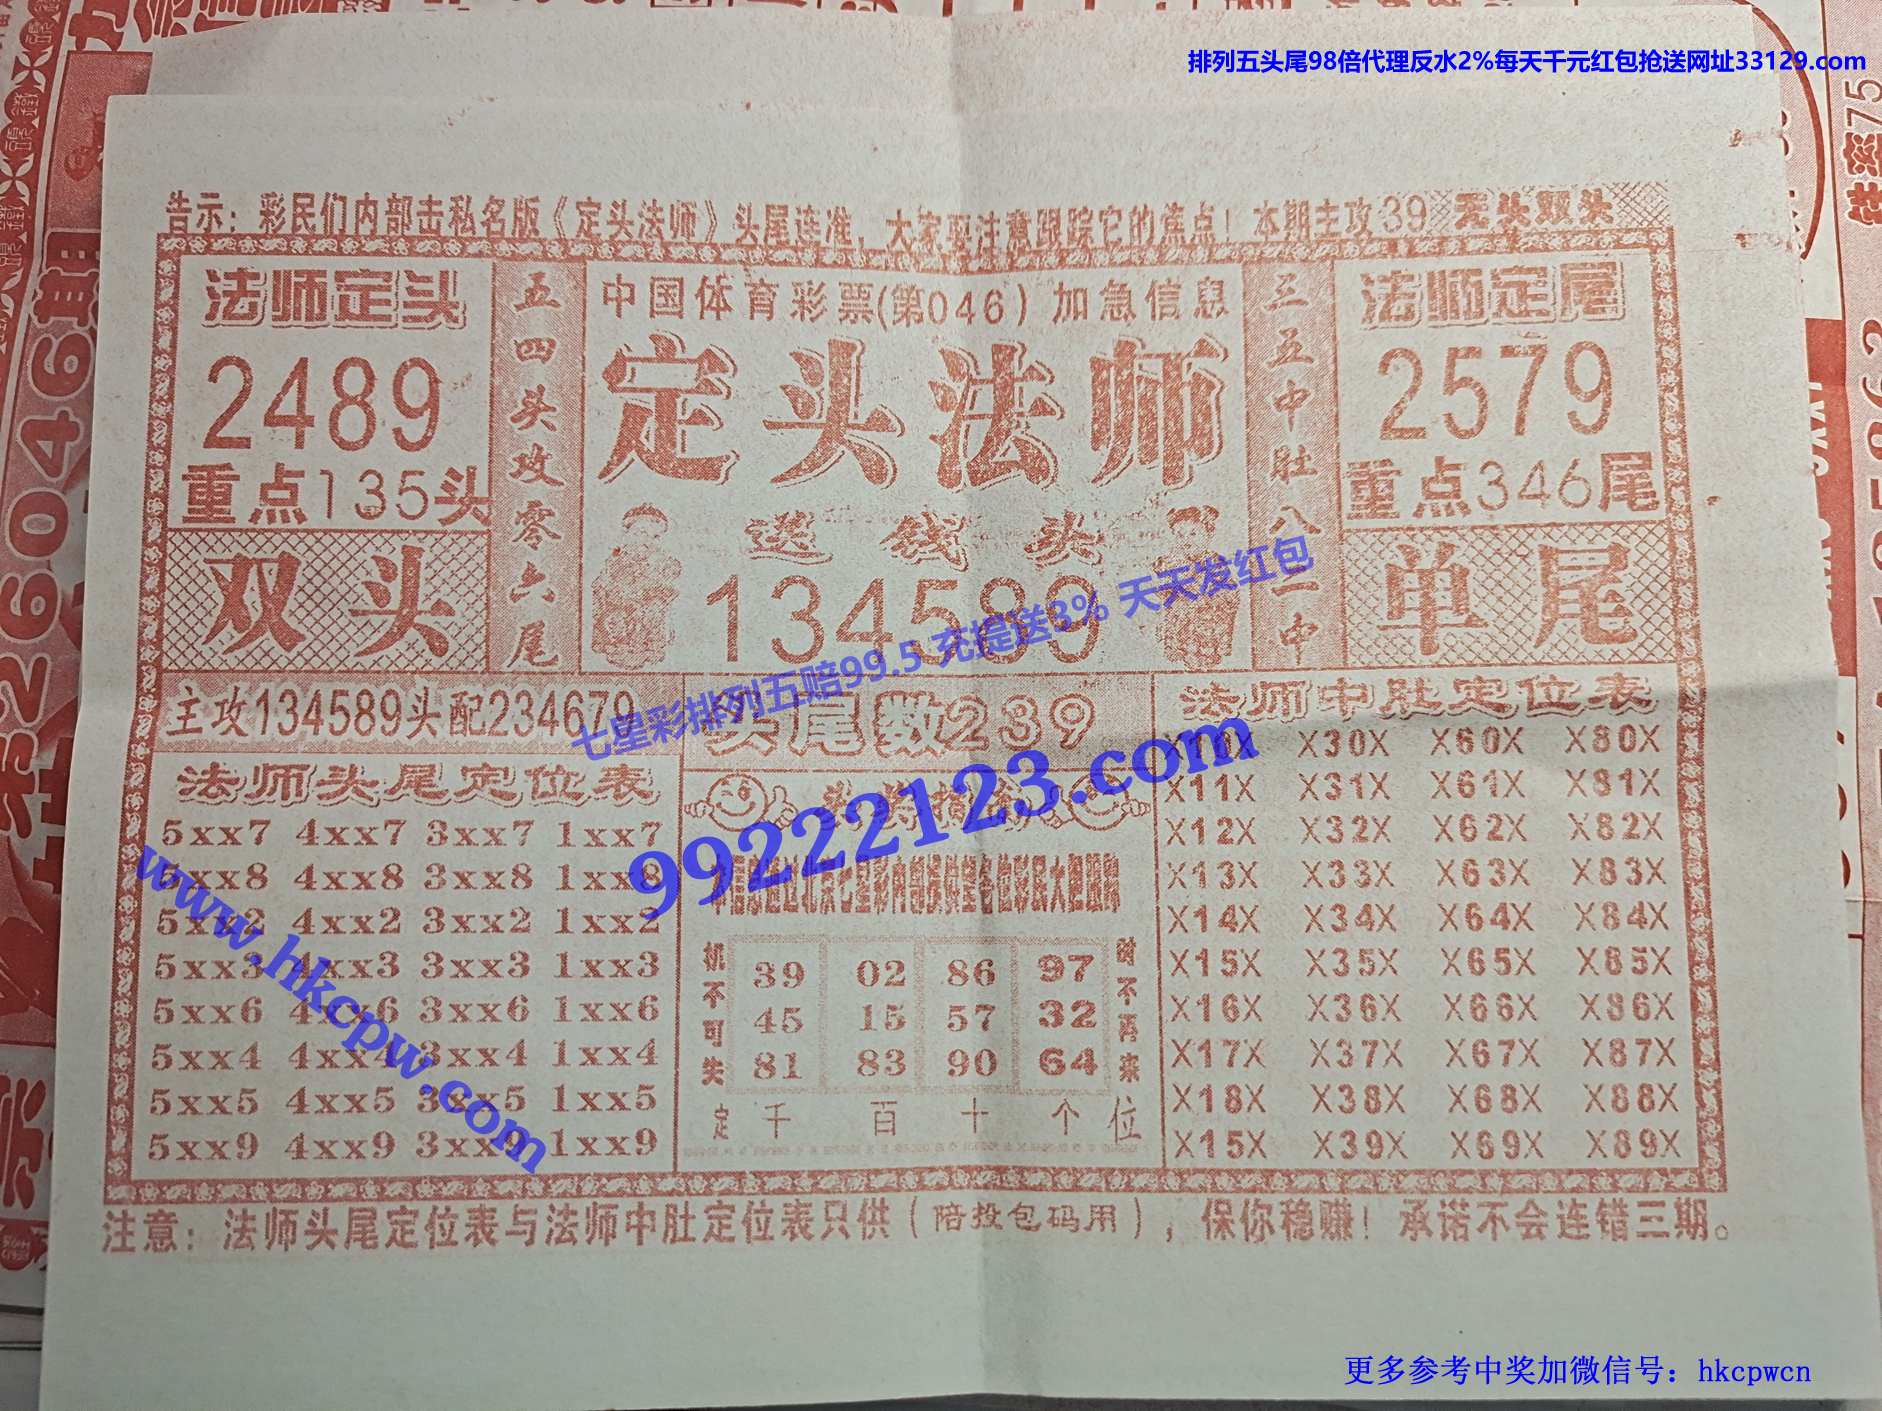 排列五头尾98倍代理反水2%每天千元红包抢送网址33129.com
告示：彩民们内部击私名版《定头法师》头尾连准，大家要注意跟踪它的焦点！本期主攻39
法师定头
2489
重点135头
双头
五四头攻零六尾
中国体育彩票(第046）加急信息
定头法师
送钱头
134589
三五中肚八一中
法师定尾
2579
重点346尾
单尾
七星彩排列五赔99.5 充提送3% 天天发红包
主攻134589头配234679
头尾数239
法师头尾定位表
5xx7 4xx7 3xx7 1xx7
5xx8 4xx8 3xx8 1xx8
5xx2 4xx2 3xx2 1xx2
5xx3 4xx3 3xx3 1xx3
5xx6 4xx6 3xx6 1xx6
5xx4 4xx4 3xx4 1xx4
5xx5 4xx5 3xx5 1xx5
5xx9 4xx9 3xx9 1xx9
www.hkcpw.com
99222123.com
机不可失
39 02 86 97
45 15 57 32
81 83 90 64
时不再来
定 千 百 十 个 位
法师中肚定位表
X10X X30X X60X X80X
X11X X31X X61X X81X
X12X X32X X62X X82X
X13X X33X X63X X83X
X14X X34X X64X X84X
X15X X35X X65X X85X
X16X X36X X66X X86X
X17X X37X X67X X87X
X18X X38X X68X X88X
X15X X39X X69X X89X
注意：法师头尾定位表与法师中肚定位表只供（陪投包码用），保你稳赚！承诺不会连错三期。
更多参考中奖加微信号：hkcpwcn